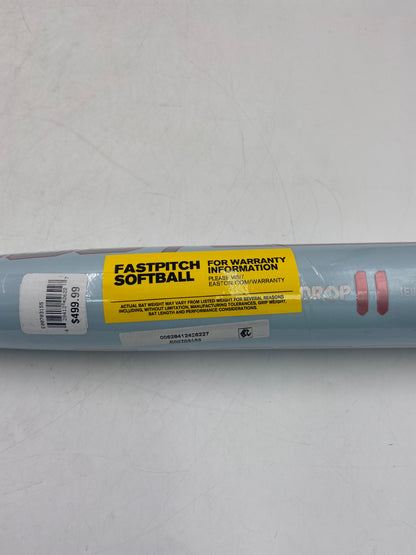 FASTPITCH
SOFTBALL
FOR WARRANTY
INFORMATION
PLEASE VISIT
EASTON.COM/WARRANTY
ACTUAL BAT WEIGHT MAY VARY FROM LISTED WEIGHT FOR SEVERAL REASONS
INCLUDING, WITHOUT LIMITATION, MANUFACTURING TOLERANCES, GRIP WEIGHT,
BAT LENGTH AND PERFORMANCE CONSIDERATIONS.
DROP 11
$499.99